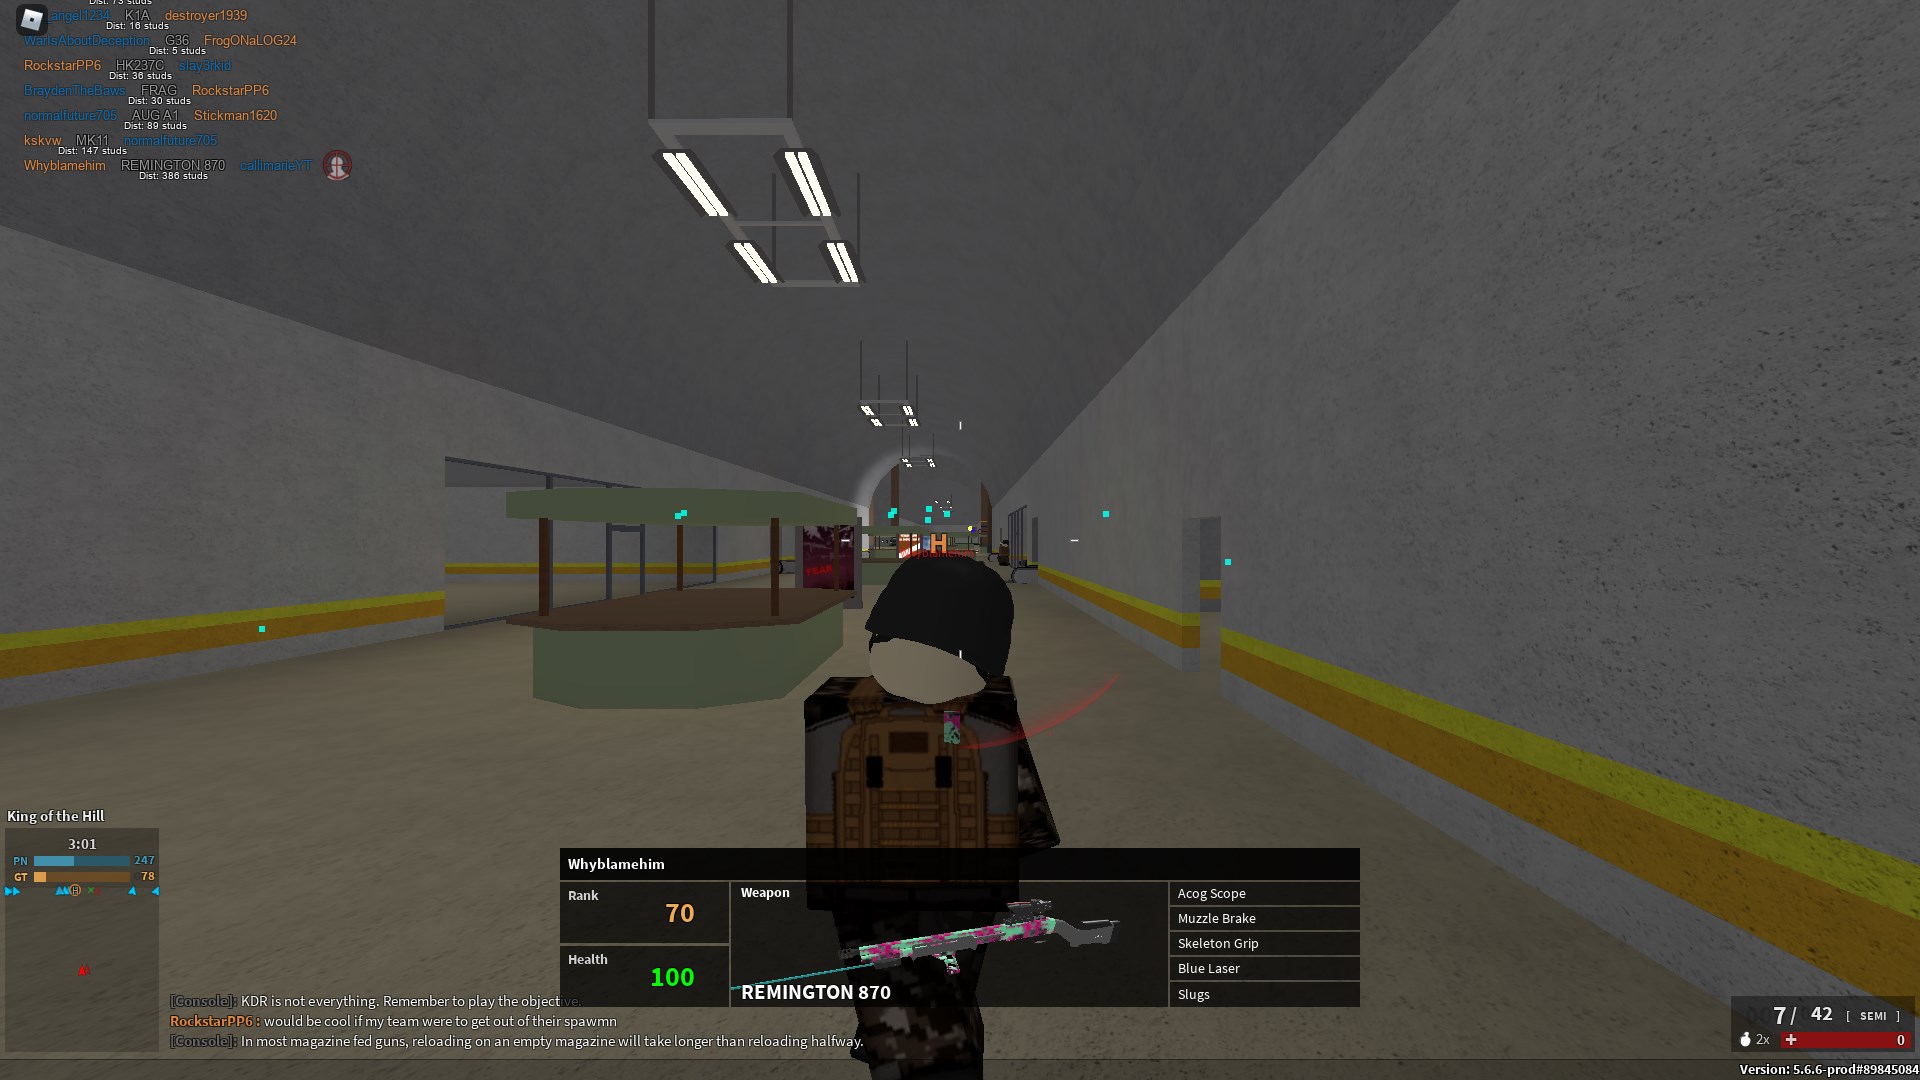 Dist: 73 studs
_angel1234 K1A destroyer1939
Dist: 16 studs
WarIsAboutDeception G36 FrogONaLOG24
Dist: 5 studs
RockstarPP6 HK237C slay3rkid
Dist: 36 studs
BraydenTheBaws FRAG RockstarPP6
Dist: 30 studs
normalfuture705 AUG A1 Stickman1620
Dist: 89 studs
kskvw MK11 normalfuture705
Dist: 147 studs
Whyblamehim REMINGTON 870 callimarieYT
Dist: 386 studs
H
King of the Hill
3:01
PN 247
GT 78
H
Whyblamehim
Rank
70
Health
100
Weapon
REMINGTON 870
Acog Scope
Muzzle Brake
Skeleton Grip
Blue Laser
Slugs
[Console]: KDR is not everything. Remember to play the objective.
RockstarPP6 : would be cool if my team were to get out of their spawmn
[Console]: In most magazine fed guns, reloading on an empty magazine will take longer than reloading halfway.
7 / 42 [ SEMI ]
2x + 0
Version: 5.6.6-prod#89845084